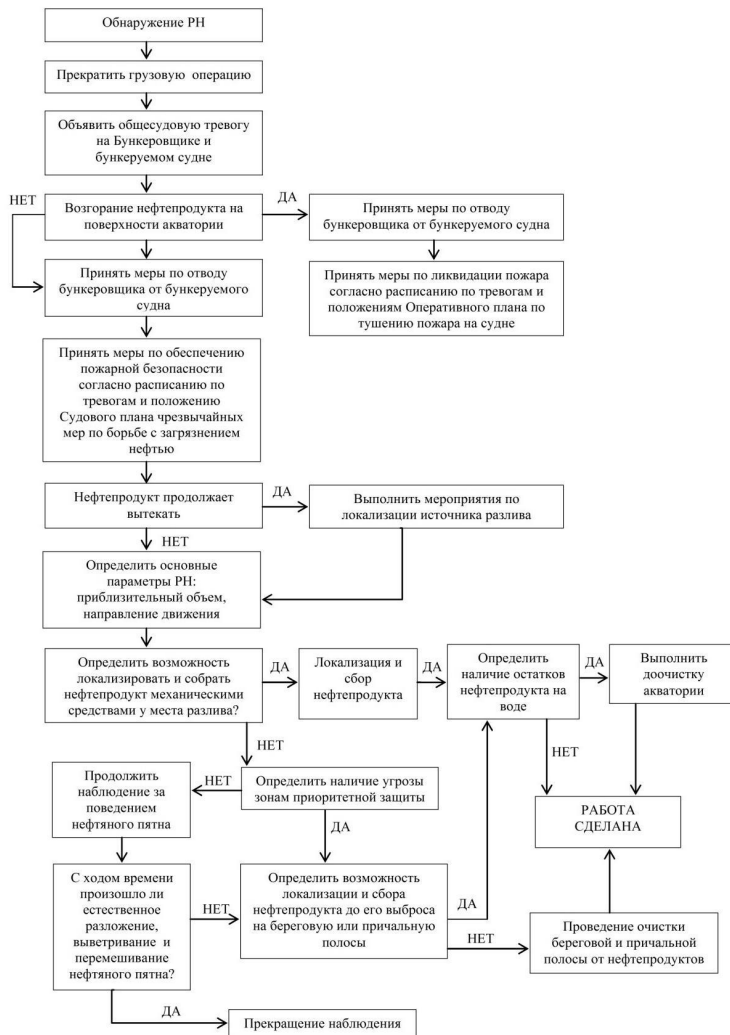 Обнаружение РН
Прекратить грузовую операцию
Объявить общесудовую тревогу
на Бункеровщике и
бункеруемом судне
НЕТ
Возгорание нефтепродукта на
поверхности акватории
ДА
Принять меры по отводу
бункеровщика от бункеруемого судна
Принять меры по отводу
бункеровщика от бункеруемого
судна
Принять меры по ликвидации пожара
согласно расписанию по тревогам и
положениям Оперативного плана по
тушению пожара на судне
Принять меры по обеспечению
пожарной безопасности
согласно расписанию по
тревогам и положению
Судового плана чрезвычайных
мер по борьбе с загрязнением
нефтью
Нефтепродукт продолжает
вытекать
ДА
Выполнить мероприятия по
локализации источника разлива
НЕТ
Определить основные
параметры РН:
приблизительный объем,
направление движения
Определить возможность
локализировать и собрать
нефтепродукт механическими
средствами у места разлива?
ДА
Локализация и
сбор
нефтепродукта
ДА
Определить
наличие остатков
нефтепродукта на
воде
ДА
Выполнить
доочистку
акватории
НЕТ
НЕТ
Продолжить
наблюдение за
поведением
нефтяного пятна
НЕТ
Определить наличие угрозы
зонам приоритетной защиты
РАБОТА
СДЕЛАНА
ДА
С ходом времени
произошло ли
естественное
разложение,
выветривание и
перемешивание
нефтяного пятна?
НЕТ
Определить возможность
локализации и сбора
нефтепродукта до его выброса
на береговую или причальную
полосы
ДА
НЕТ
Проведение очистки
береговой и причальной
полосы от нефтепродуктов
ДА
Прекращение наблюдения